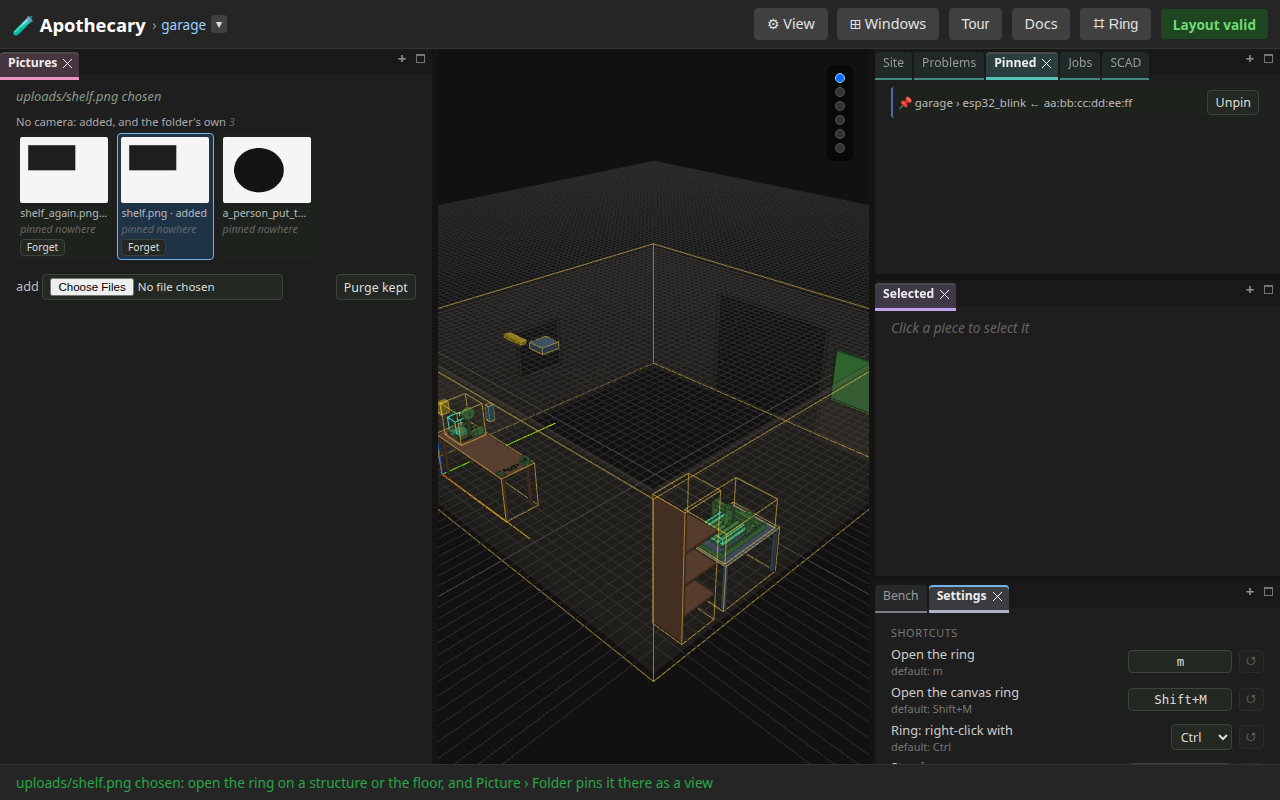 Apothecary › garage ▾
⚙ View
⊞ Windows
Tour
Docs
⌗ Ring
Layout valid
Pictures
uploads/shelf.png chosen
No camera: added, and the folder's own 3
shelf_again.png...
shelf.png · added
a_person_put_t...
pinned nowhere
pinned nowhere
pinned nowhere
Forget
Forget
add
Choose Files No file chosen
Purge kept
Site
Problems
Pinned
Jobs
SCAD
📌 garage › esp32_blink ← aa:bb:cc:dd:ee:ff
Unpin
Selected
Click a piece to select it
Bench
Settings
SHORTCUTS
Open the ring
default: m
m
Open the canvas ring
default: Shift+M
Shift+M
Ring: right-click with
default: Ctrl
Ctrl
uploads/shelf.png chosen: open the ring on a structure or the floor, and Picture › Folder pins it there as a view